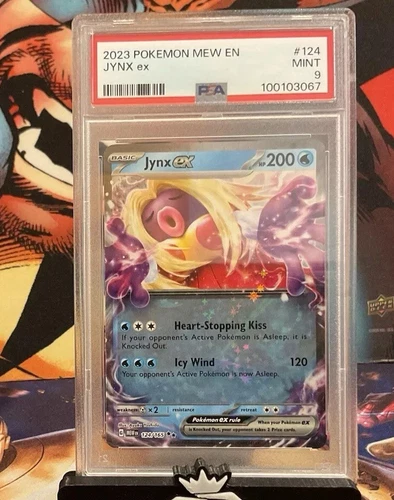 2023 POKEMON MEW EN #124
JYNX ex MINT
9
PSA 100103067
BASIC Jynx ex HP 200
Heart-Stopping Kiss
If your opponent's Active Pokémon is Asleep, it is
Knocked Out.
Icy Wind 120
Your opponent's Active Pokémon is now Asleep.
weakness ×2 resistance retreat
Pokémon ex rule When your Pokémon ex
is Knocked Out, your opponent takes 2 Prize cards.
MEW EN 124/165
UPPER